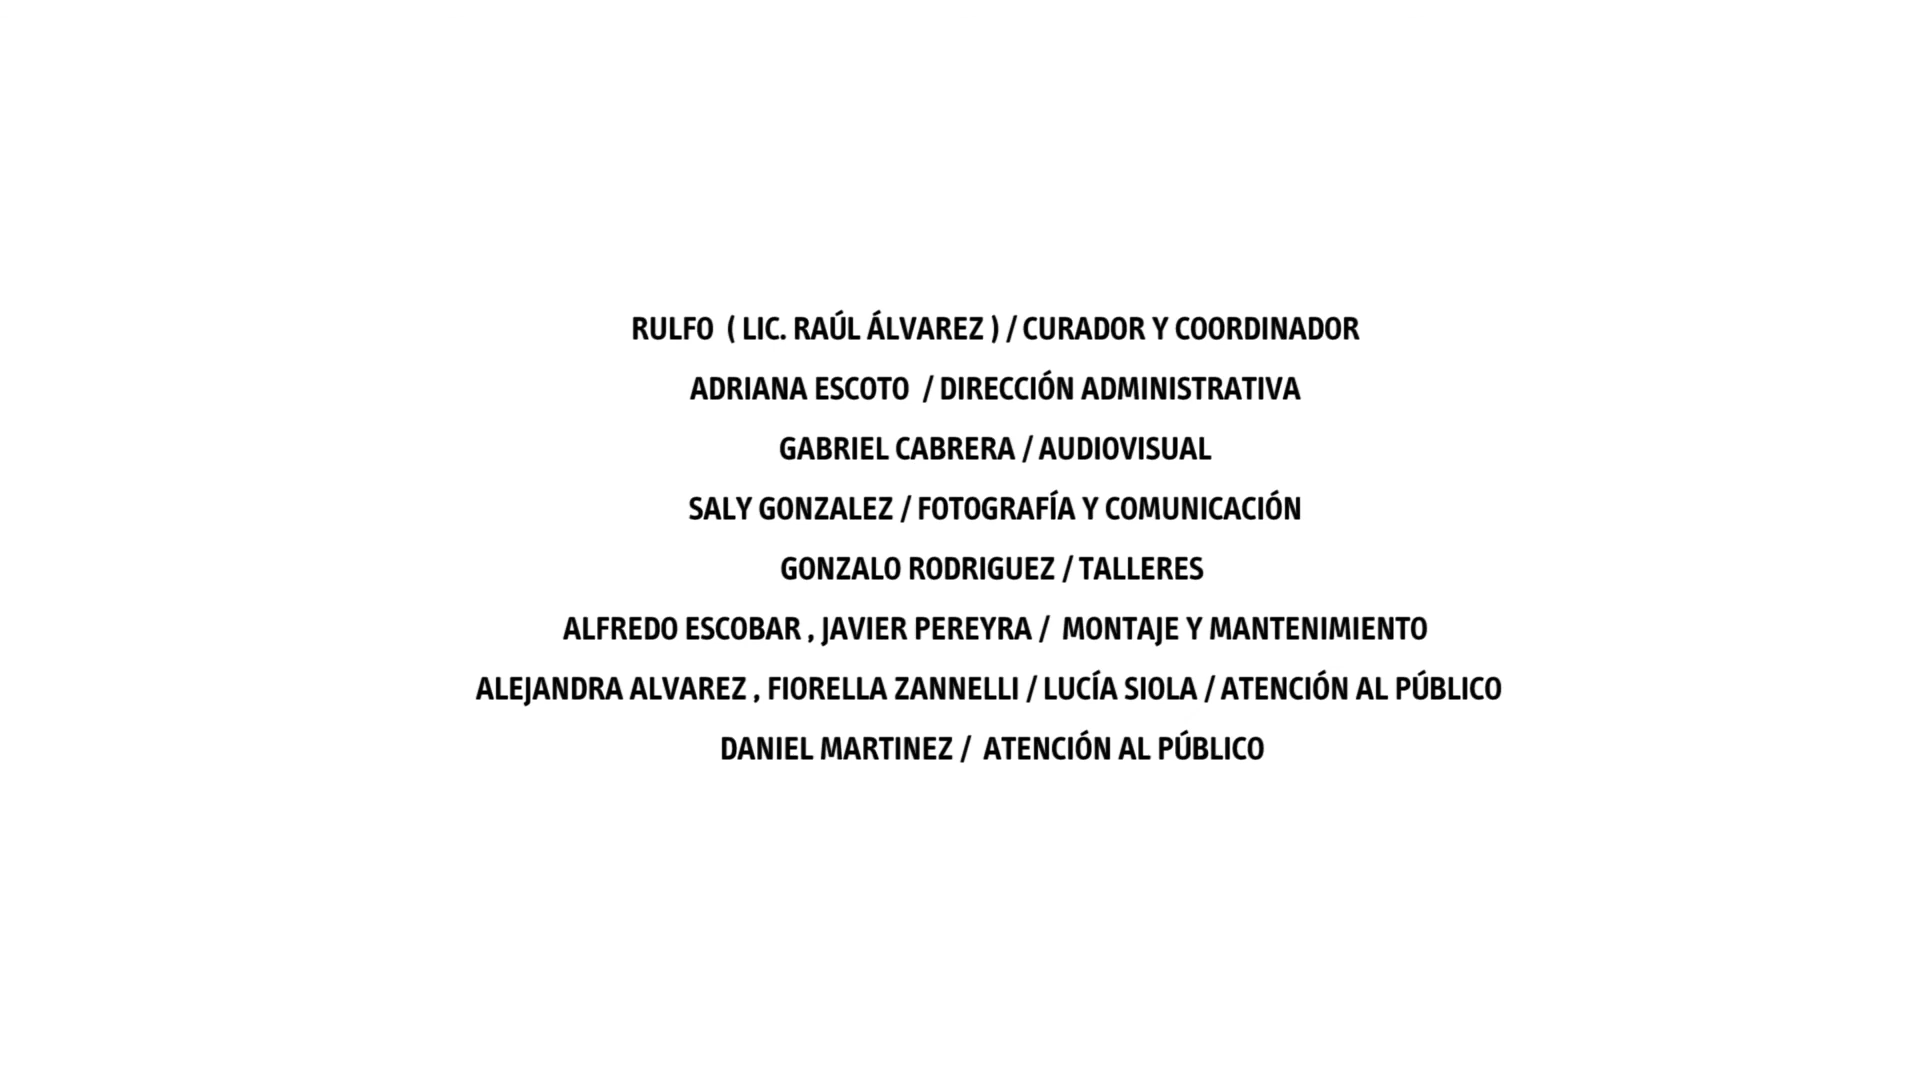 RULFO ( LIC. RAÚL ÁLVAREZ ) / CURADOR Y COORDINADOR
ADRIANA ESCOTO / DIRECCIÓN ADMINISTRATIVA
GABRIEL CABRERA / AUDIOVISUAL
SALY GONZALEZ / FOTOGRAFÍA Y COMUNICACIÓN
GONZALO RODRIGUEZ / TALLERES
ALFREDO ESCOBAR , JAVIER PEREYRA / MONTAJE Y MANTENIMIENTO
ALEJANDRA ALVAREZ , FIORELLA ZANNELLI / LUCÍA SIOLA / ATENCIÓN AL PÚBLICO
DANIEL MARTINEZ / ATENCIÓN AL PÚBLICO